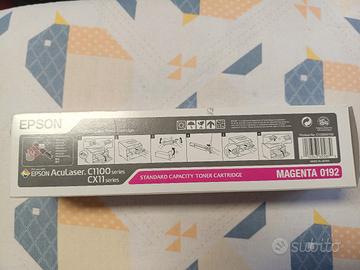 EPSON
EPSON ACULASER C1100 series
CX11 series
STANDARD CAPACITY TONER CARTRIDGE
MAGENTA 0192
subito